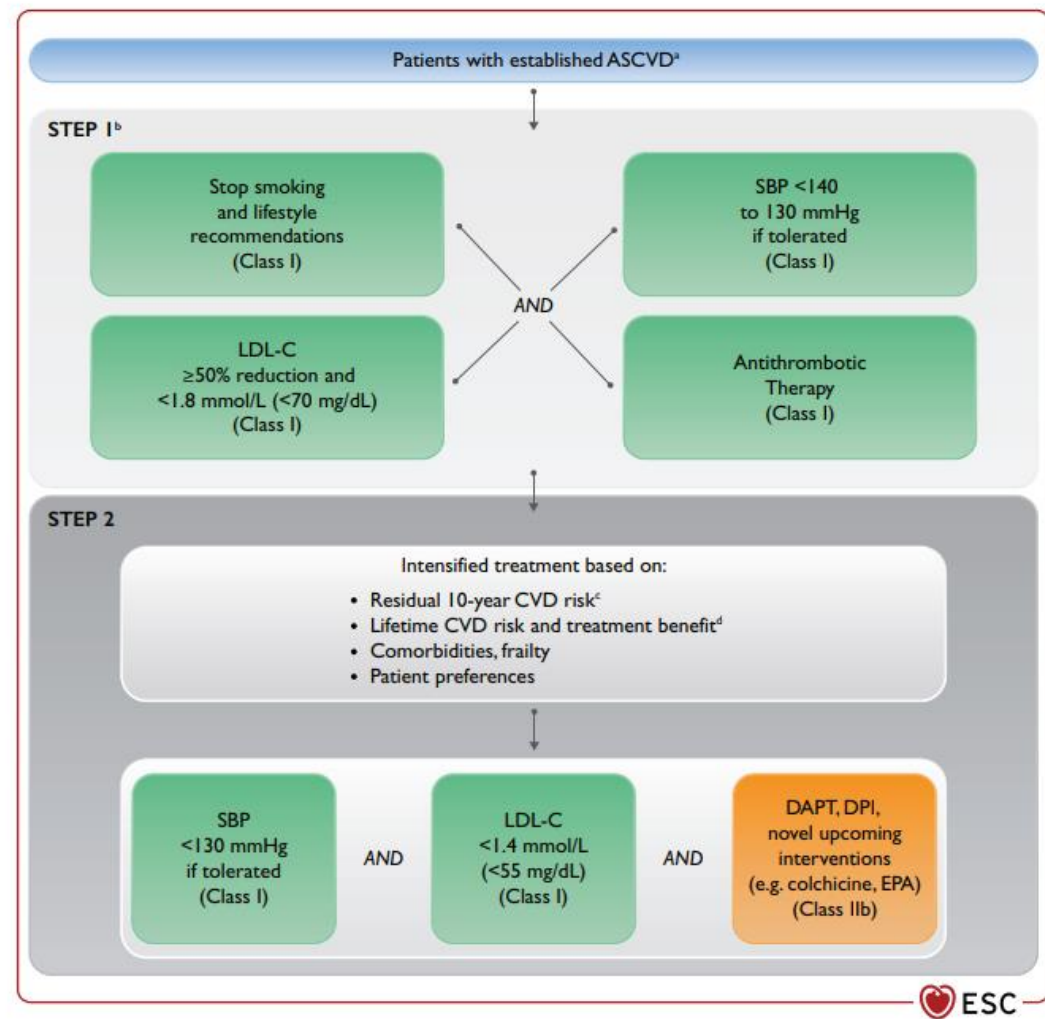 Patients with established ASCVDᵃ
STEP 1ᵇ
Stop smoking
and lifestyle
recommendations
(Class I)
SBP <140
to 130 mmHg
if tolerated
(Class I)
AND
LDL-C
≥50% reduction and
<1.8 mmol/L (<70 mg/dL)
(Class I)
Antithrombotic
Therapy
(Class I)
STEP 2
Intensified treatment based on:
• Residual 10-year CVD riskᶜ
• Lifetime CVD risk and treatment benefitᵈ
• Comorbidities, frailty
• Patient preferences
SBP
<130 mmHg
if tolerated
(Class I)
AND
LDL-C
<1.4 mmol/L
(<55 mg/dL)
(Class I)
AND
DAPT, DPI,
novel upcoming
interventions
(e.g. colchicine, EPA)
(Class IIb)
ESC